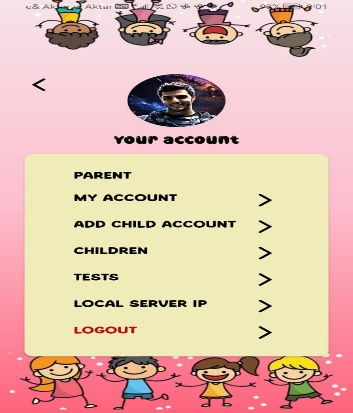 Your account
PARENT
MY ACCOUNT
ADD CHILD ACCOUNT
CHILDREN
TESTS
LOCAL SERVER IP
LOGOUT